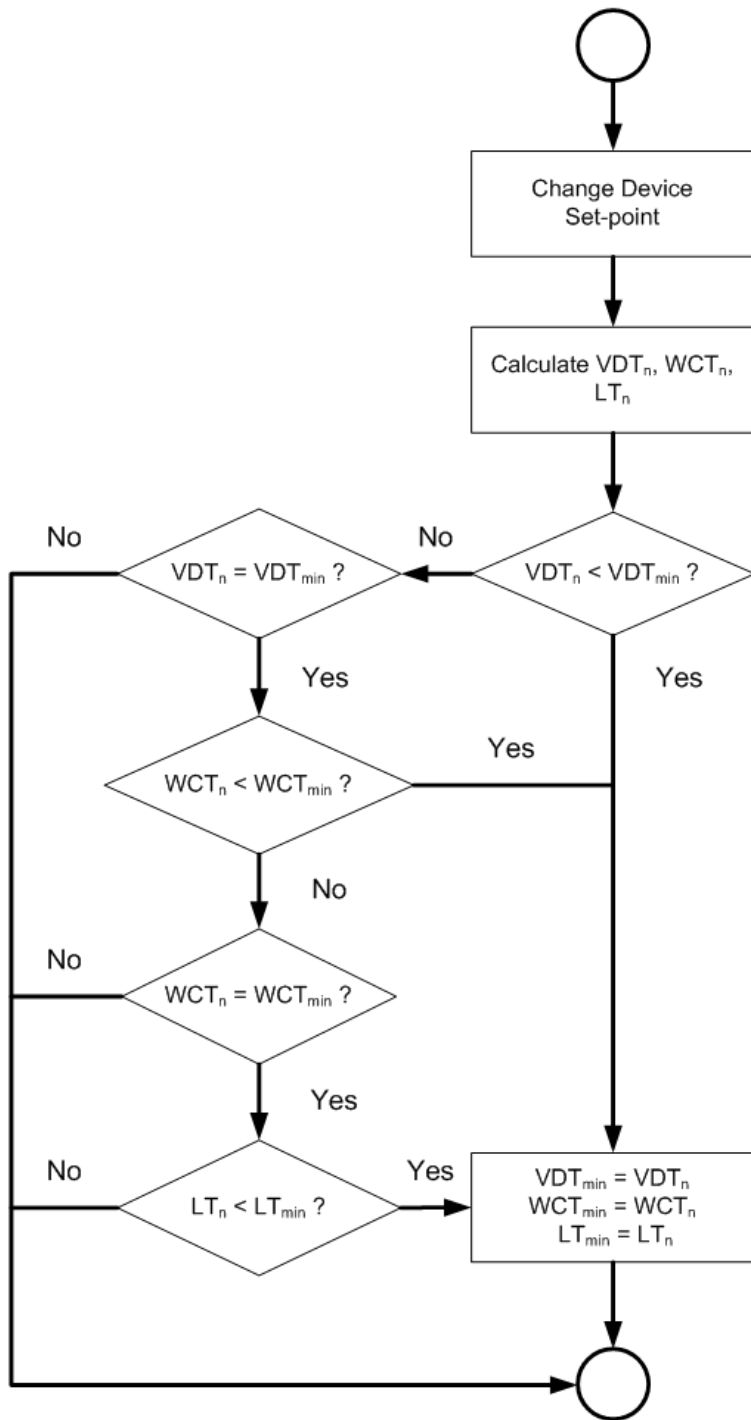 Change Device
Set-point
Calculate VDTₙ, WCTₙ,
LTₙ
No
VDTₙ = VDTmin ?
No
VDTₙ < VDTmin ?
Yes
Yes
WCTₙ < WCTmin ?
Yes
No
No
WCTₙ = WCTmin ?
Yes
No
LTₙ < LTmin ?
Yes
VDTmin = VDTₙ
WCTmin = WCTₙ
LTmin = LTₙ